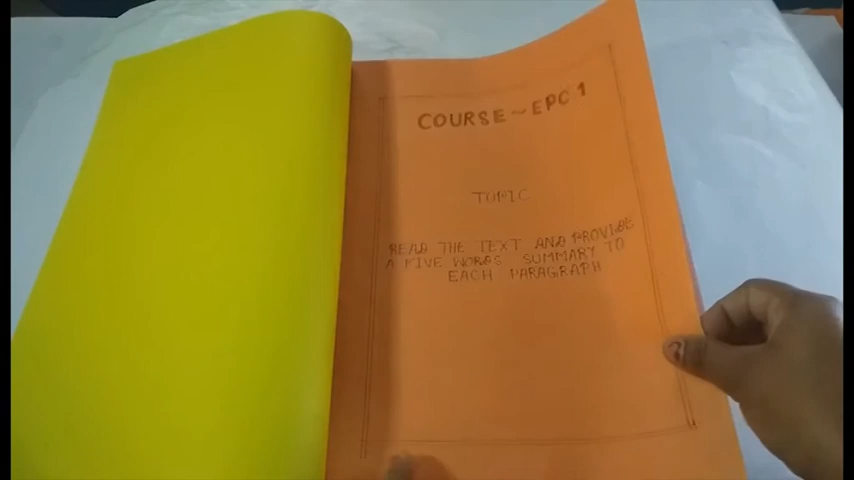 COURSE - EPC 1
TOPIC
READ THE TEXT AND PROVIDE
A FIVE WORDS SUMMARY TO
EACH PARAGRAPH